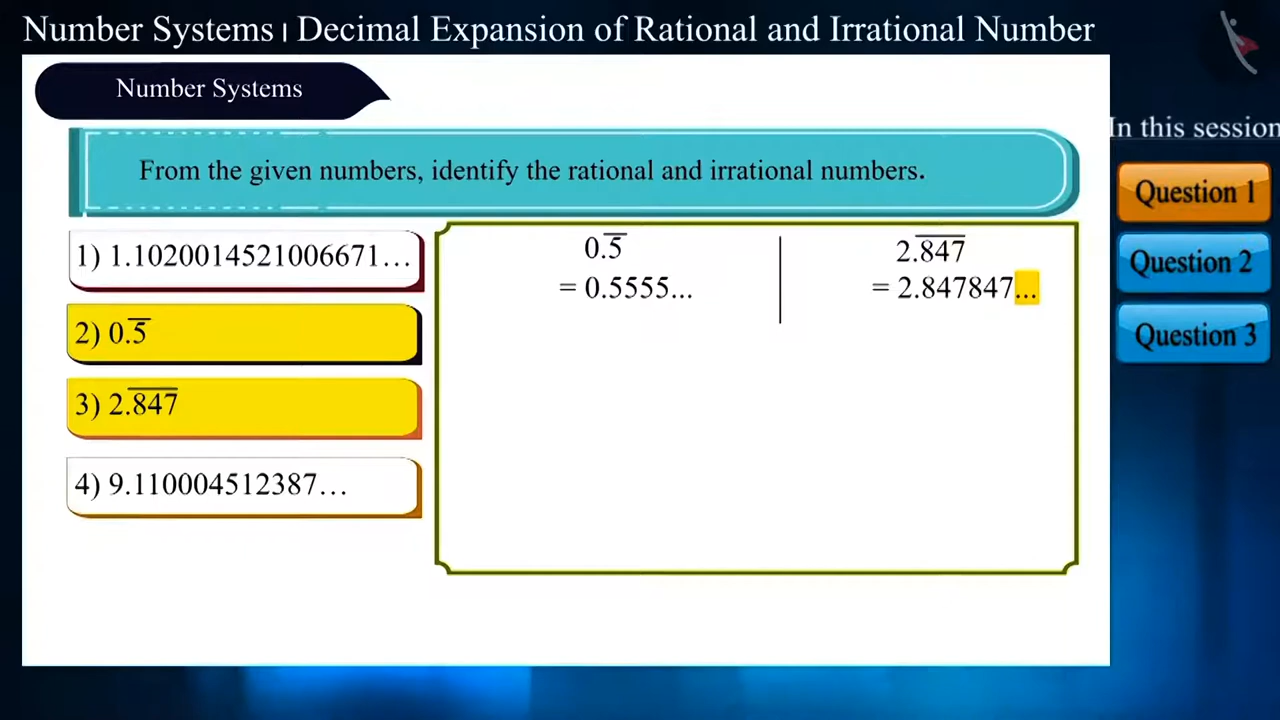 Number Systems | Decimal Expansion of Rational and Irrational Number
Number Systems
In this session
From the given numbers, identify the rational and irrational numbers.
Question 1
Question 2
Question 3
1) 1.1020014521006671...
2) 0.5̅
3) 2.8̅4̅7̅
4) 9.110004512387...
0.5̅
= 0.5555...
2.8̅4̅7̅
= 2.847847...